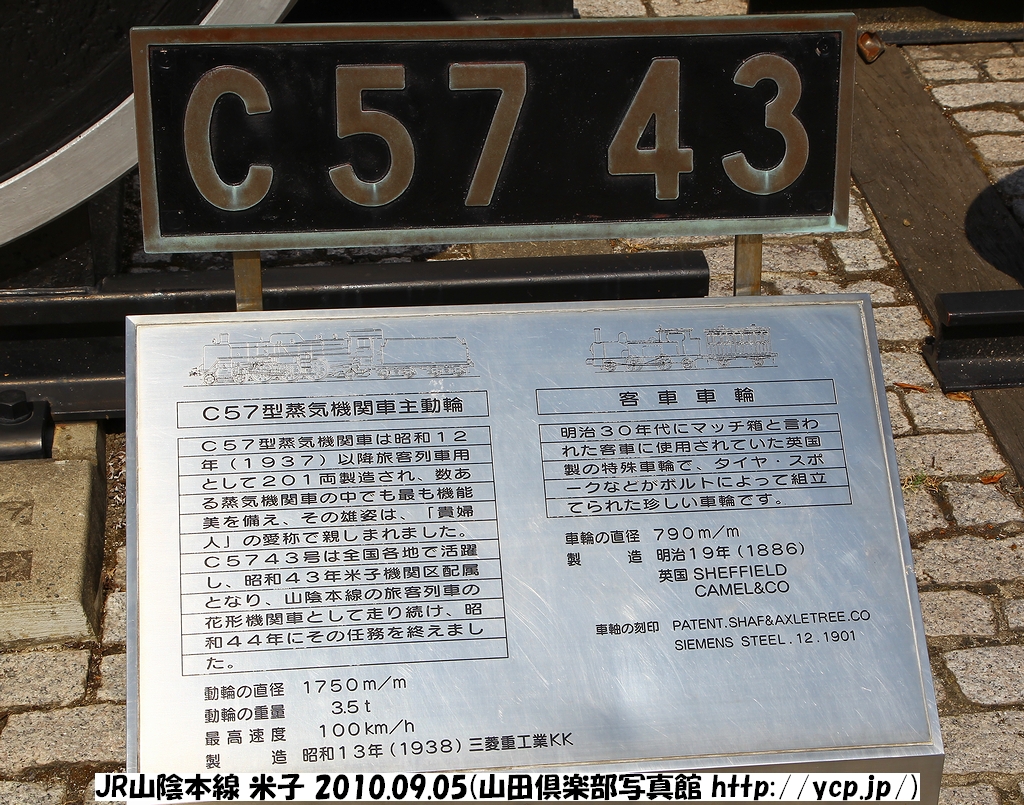 C5743
C57型蒸気機関車主動輪
C57型蒸気機関車は昭和12
年(1937)以降旅客列車用
として201両製造され、数あ
る蒸気機関車の中でも最も機能
美を備え、その雄姿は、「貴婦
人」の愛称で親しまれました。
C5743号は全国各地で活躍
し、昭和43年米子機関区配属
となり、山陰本線の旅客列車の
花形機関車として走り続け、昭
和44年にその任務を終えまし
た。
動輪の直径 1750m/m
動輪の重量 3.5t
最高速度 100km/h
製 造 昭和13年(1938)三菱重工業KK
客車車輪
明治30年代にマッチ箱と言わ
れた客車に使用されていた英国
製の特殊車輪で、タイヤ・スポ
ークなどがボルトによって組立
てられた珍しい車輪です。
車輪の直径 790m/m
製 造 明治19年(1886)
英国 SHEFFIELD
CAMEL&CO
車軸の刻印 PATENT.SHAF&AXLETREE.CO
SIEMENS STEEL.12.1901
JR山陰本線 米子 2010.09.05(山田倶楽部写真館 http://ycp.jp/)